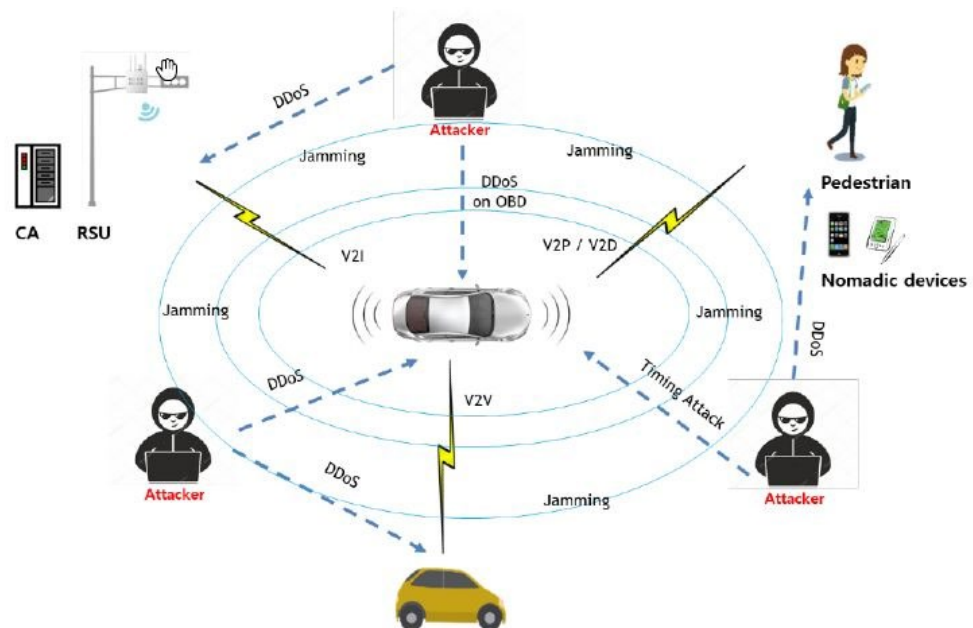 DDoS
Attacker
Jamming
Jamming
DDoS
on OBD
Pedestrian
CA
RSU
V2I
V2P / V2D
Nomadic devices
Jamming
Jamming
DDoS
DDoS
V2V
Timing Attack
DDoS
Attacker
Jamming
Attacker